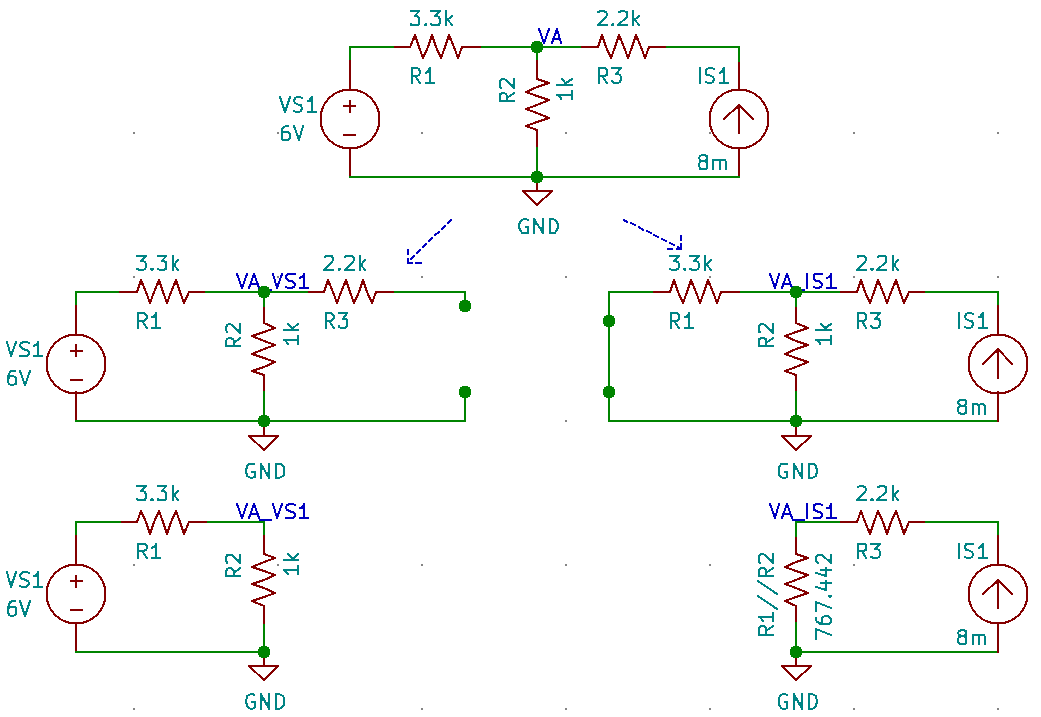 3.3k
VA
2.2k
R1
R2
1k
R3
IS1
VS1
6V
8m
GND
3.3k
VA_VS1
2.2k
R1
R2
1k
R3
VS1
6V
GND
3.3k
VA_IS1
2.2k
R1
R2
1k
R3
IS1
8m
GND
3.3k
VA_VS1
R1
R2
1k
VS1
6V
GND
VA_IS1
2.2k
R3
R1//R2
767.442
IS1
8m
GND